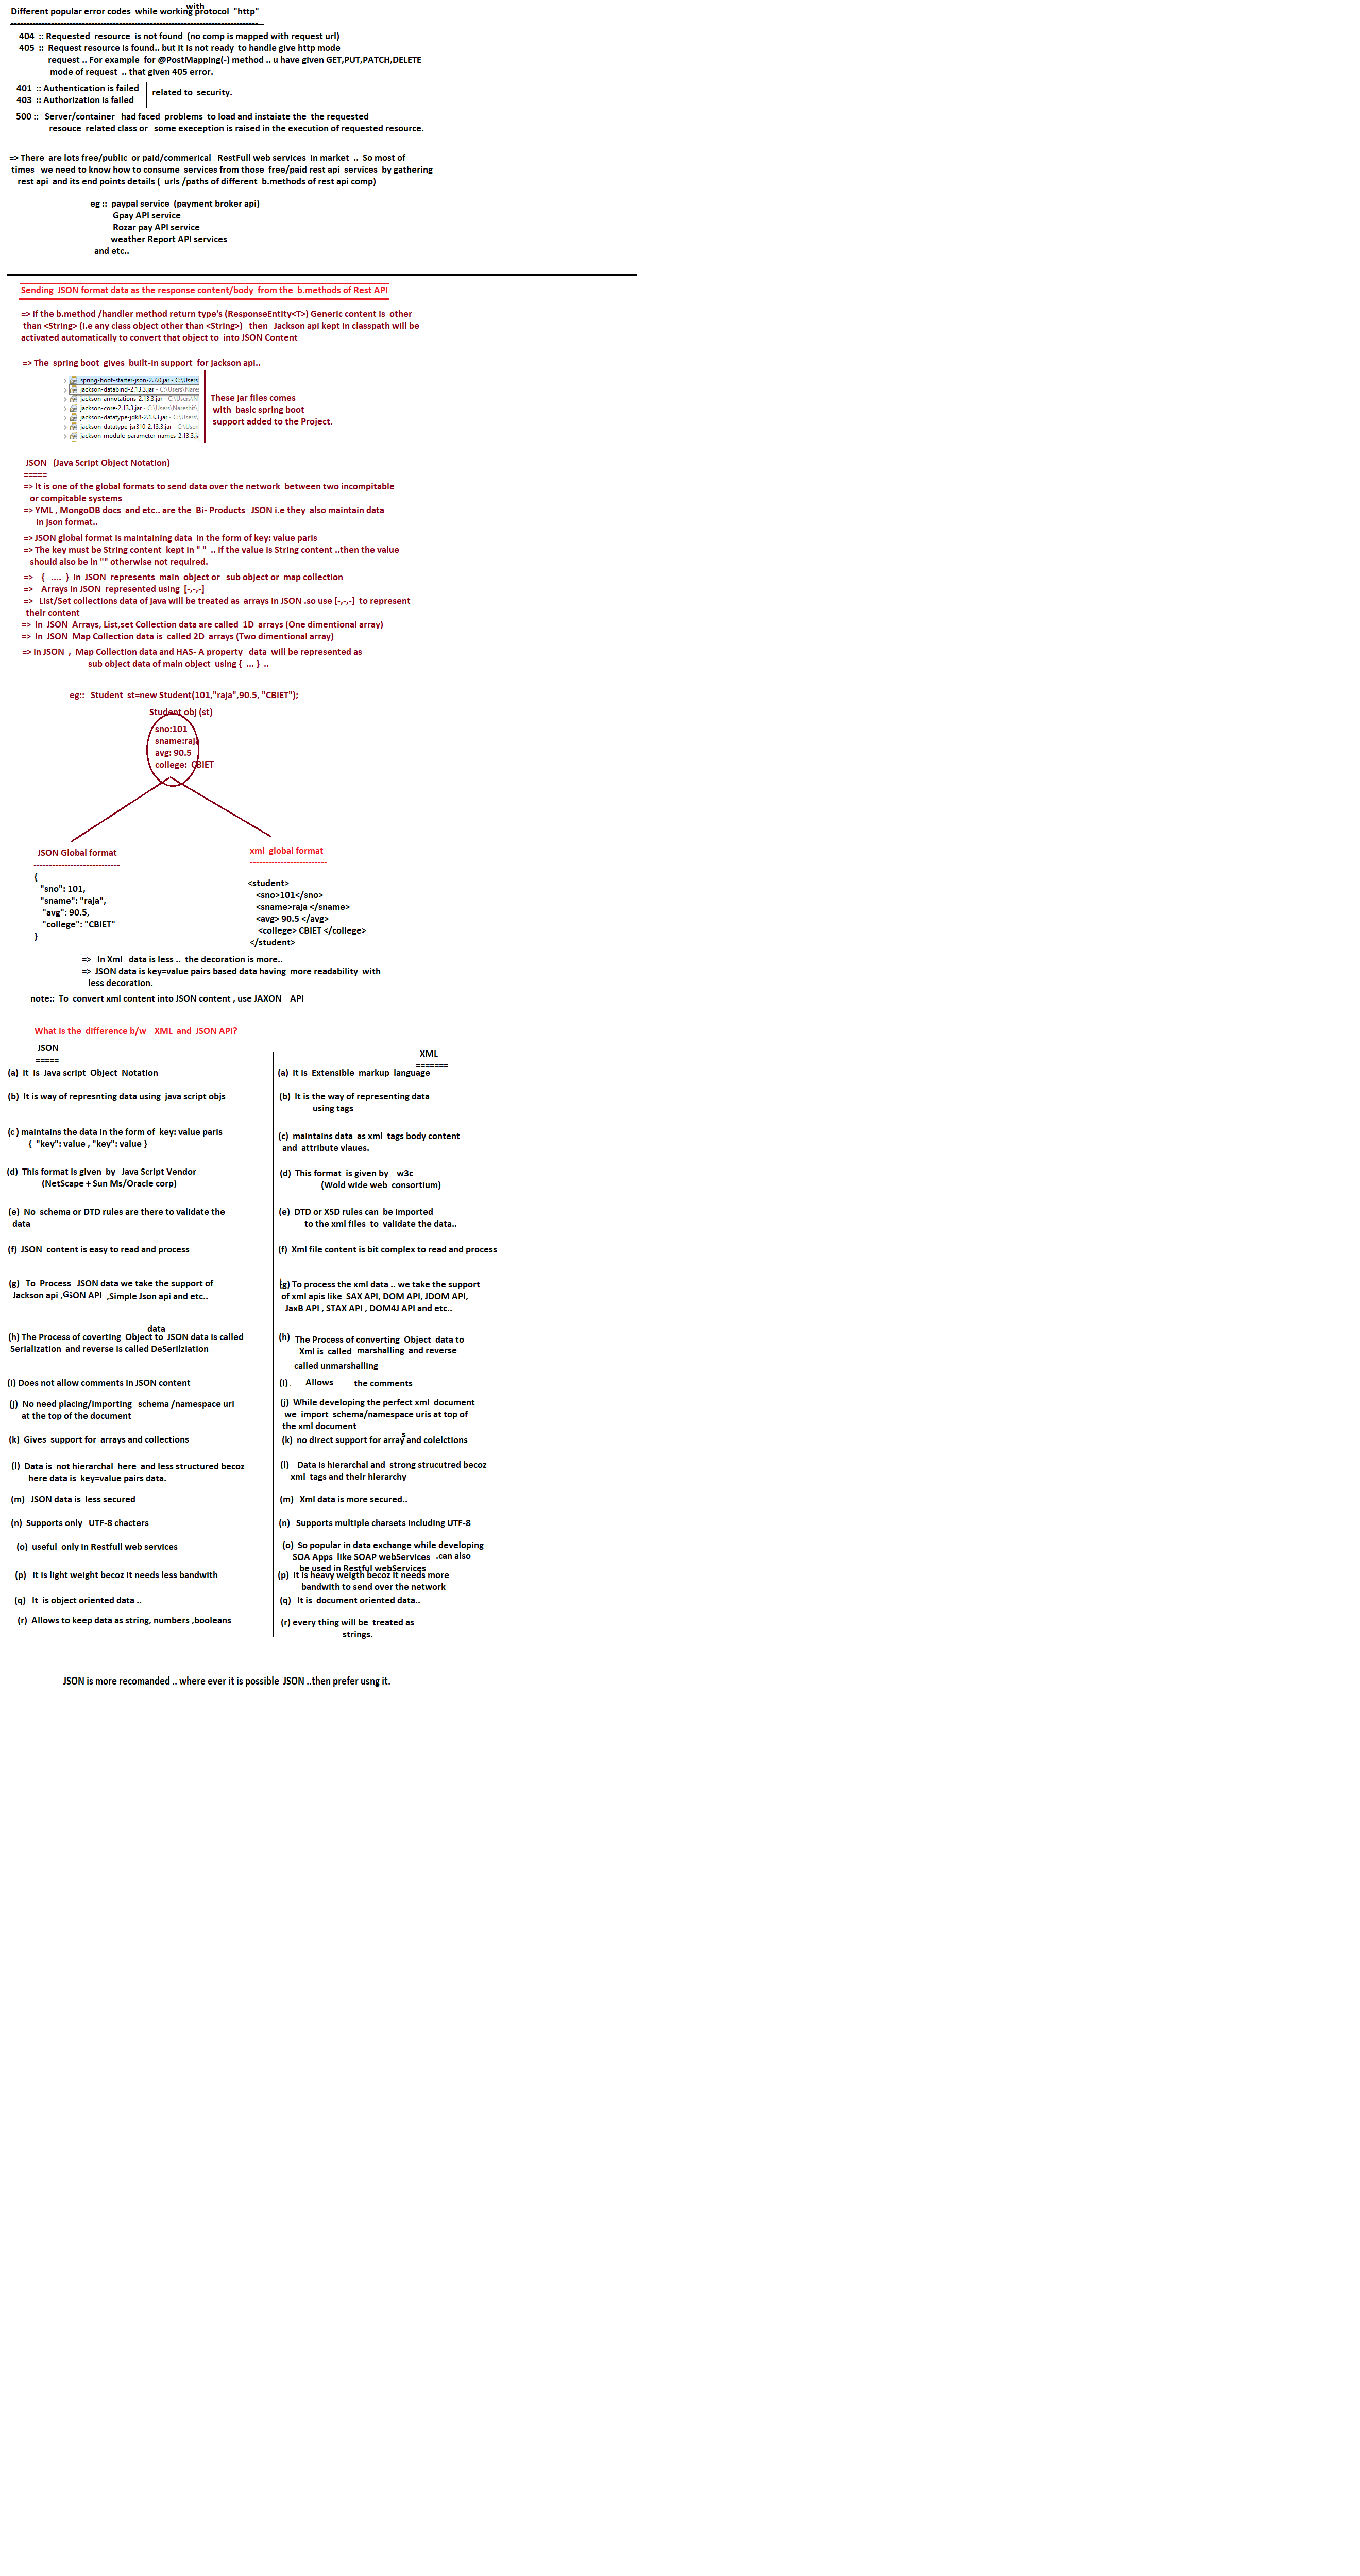 with
Different popular error codes while working protocol "http"
404 :: Requested resource is not found (no comp is mapped with request url)
405 :: Request resource is found.. but it is not ready to handle give http mode
request .. For example for @PostMapping(-) method .. u have given GET,PUT,PATCH,DELETE
mode of request .. that given 405 error.
401 :: Authentication is failed
403 :: Authorization is failed
related to security.
500 :: Server/container had faced problems to load and instaiate the the requested
resouce related class or some exeception is raised in the execution of requested resource.
=> There are lots free/public or paid/commerical RestFull web services in market .. So most of
times we need to know how to consume services from those free/paid rest api services by gathering
rest api and its end points details ( urls /paths of different b.methods of rest api comp)
eg :: paypal service (payment broker api)
Gpay API service
Rozar pay API service
weather Report API services
and etc..
Sending JSON format data as the response content/body from the b.methods of Rest API
=> if the b.method /handler method return type's (ResponseEntity<T>) Generic content is other
than <String> (i.e any class object other than <String>) then Jackson api kept in classpath will be
activated automatically to convert that object to into JSON Content
=> The spring boot gives built-in support for jackson api..
spring-boot-starter-json-2.7.0.jar - C:\Users
jackson-databind-2.13.3.jar - C:\Users\Nare
jackson-annotations-2.13.3.jar - C:\Users\N
jackson-core-2.13.3.jar - C:\Users\Nareshit\
jackson-datatype-jdk8-2.13.3.jar - C:\Users\
jackson-datatype-jsr310-2.13.3.jar - C:\User
jackson-module-parameter-names-2.13.3.j
These jar files comes
with basic spring boot
support added to the Project.
JSON (Java Script Object Notation)
=====
=> It is one of the global formats to send data over the network between two incompitable
or compitable systems
=> YML , MongoDB docs and etc.. are the Bi- Products JSON i.e they also maintain data
in json format..
=> JSON global format is maintaining data in the form of key: value paris
=> The key must be String content kept in " " .. if the value is String content ..then the value
should also be in "" otherwise not required.
=> { .... } in JSON represents main object or sub object or map collection
=> Arrays in JSON represented using [-,-,-]
=> List/Set collections data of java will be treated as arrays in JSON .so use [-,-,-] to represent
their content
=> In JSON Arrays, List,set Collection data are called 1D arrays (One dimentional array)
=> In JSON Map Collection data is called 2D arrays (Two dimentional array)
=> In JSON , Map Collection data and HAS- A property data will be represented as
sub object data of main object using { ... } ..
eg:: Student st=new Student(101,"raja",90.5, "CBIET");
Student obj (st)
sno:101
sname:raja
avg: 90.5
college: CBIET
JSON Global format
----------------------------
{
"sno": 101,
"sname": "raja",
"avg": 90.5,
"college": "CBIET"
}
xml global format
-------------------------
<student>
<sno>101</sno>
<sname>raja </sname>
<avg> 90.5 </avg>
<college> CBIET </college>
</student>
=> In Xml data is less .. the decoration is more..
=> JSON data is key=value pairs based data having more readability with
less decoration.
note:: To convert xml content into JSON content , use JAXON API
What is the difference b/w XML and JSON API?
JSON
=====
(a) It is Java script Object Notation
(b) It is way of represnting data using java script objs
(c ) maintains the data in the form of key: value paris
{ "key": value , "key": value }
(d) This format is given by Java Script Vendor
(NetScape + Sun Ms/Oracle corp)
(e) No schema or DTD rules are there to validate the
data
(f) JSON content is easy to read and process
(g) To Process JSON data we take the support of
Jackson api ,GSON API ,Simple Json api and etc..
data
(h) The Process of coverting Object to JSON data is called
Serialization and reverse is called DeSerilziation
(i) Does not allow comments in JSON content
(j) No need placing/importing schema /namespace uri
at the top of the document
(k) Gives support for arrays and collections
(l) Data is not hierarchal here and less structured becoz
here data is key=value pairs data.
(m) JSON data is less secured
(n) Supports only UTF-8 chacters
(o) useful only in Restfull web services
(p) It is light weight becoz it needs less bandwith
(q) It is object oriented data ..
(r) Allows to keep data as string, numbers ,booleans
XML
=======
(a) It is Extensible markup language
(b) It is the way of representing data
using tags
(c) maintains data as xml tags body content
and attribute vlaues.
(d) This format is given by w3c
(Wold wide web consortium)
(e) DTD or XSD rules can be imported
to the xml files to validate the data..
(f) Xml file content is bit complex to read and process
(g) To process the xml data .. we take the support
of xml apis like SAX API, DOM API, JDOM API,
JaxB API , STAX API , DOM4J API and etc..
(h) The Process of converting Object data to
Xml is called marshalling and reverse
called unmarshalling
(i) . Allows the comments
(j) While developing the perfect xml document
we import schema/namespace uris at top of
the xml document
s
(k) no direct support for array and colelctions
(l) Data is hierarchal and strong strucutred becoz
xml tags and their hierarchy
(m) Xml data is more secured..
(n) Supports multiple charsets including UTF-8
(o) So popular in data exchange while developing
SOA Apps like SOAP webServices .can also
be used in Restful webServices
(p) it is heavy weigth becoz it needs more
bandwith to send over the network
(q) It is document oriented data..
(r) every thing will be treated as
strings.
JSON is more recomanded .. where ever it is possible JSON ..then prefer usng it.